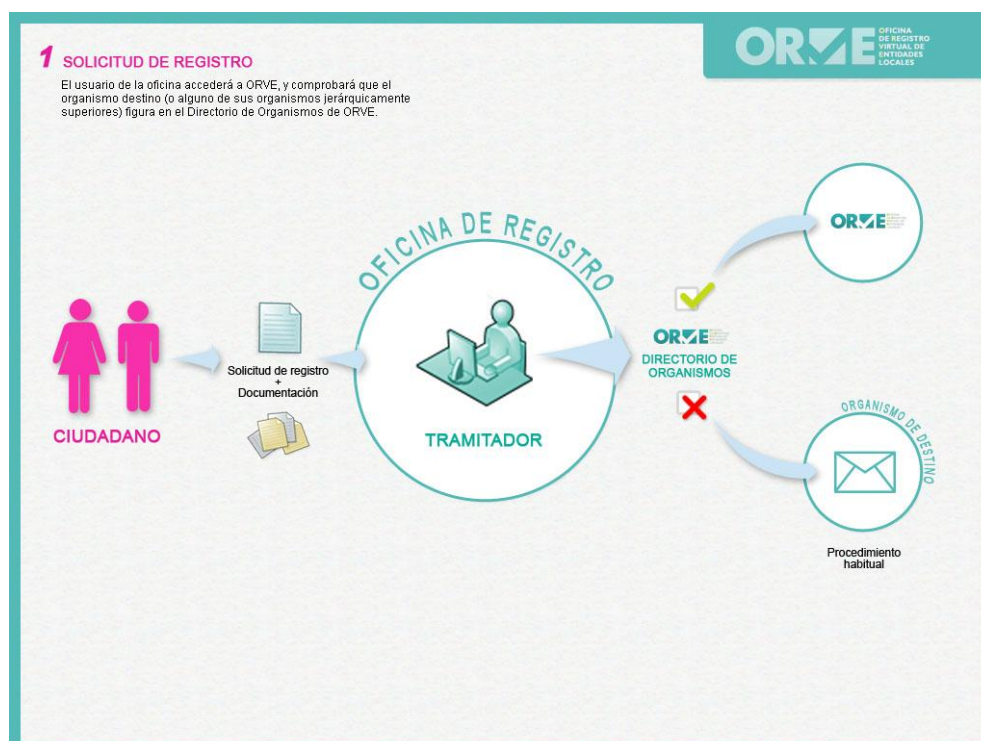 1 SOLICITUD DE REGISTRO
El usuario de la oficina accederá a ORVE, y comprobará que el
organismo destino (o alguno de sus organismos jerárquicamente
superiores) figura en el Directorio de Organismos de ORVE.
ORVE
OFICINA
DE REGISTRO
VIRTUAL DE
ENTIDADES
LOCALES
ORVE
OFICINA DE REGISTRO
Solicitud de registro
+
Documentación
CIUDADANO
TRAMITADOR
ORVE
DIRECTORIO DE
ORGANISMOS
ORGANISMO DE DESTINO
Procedimiento
habitual